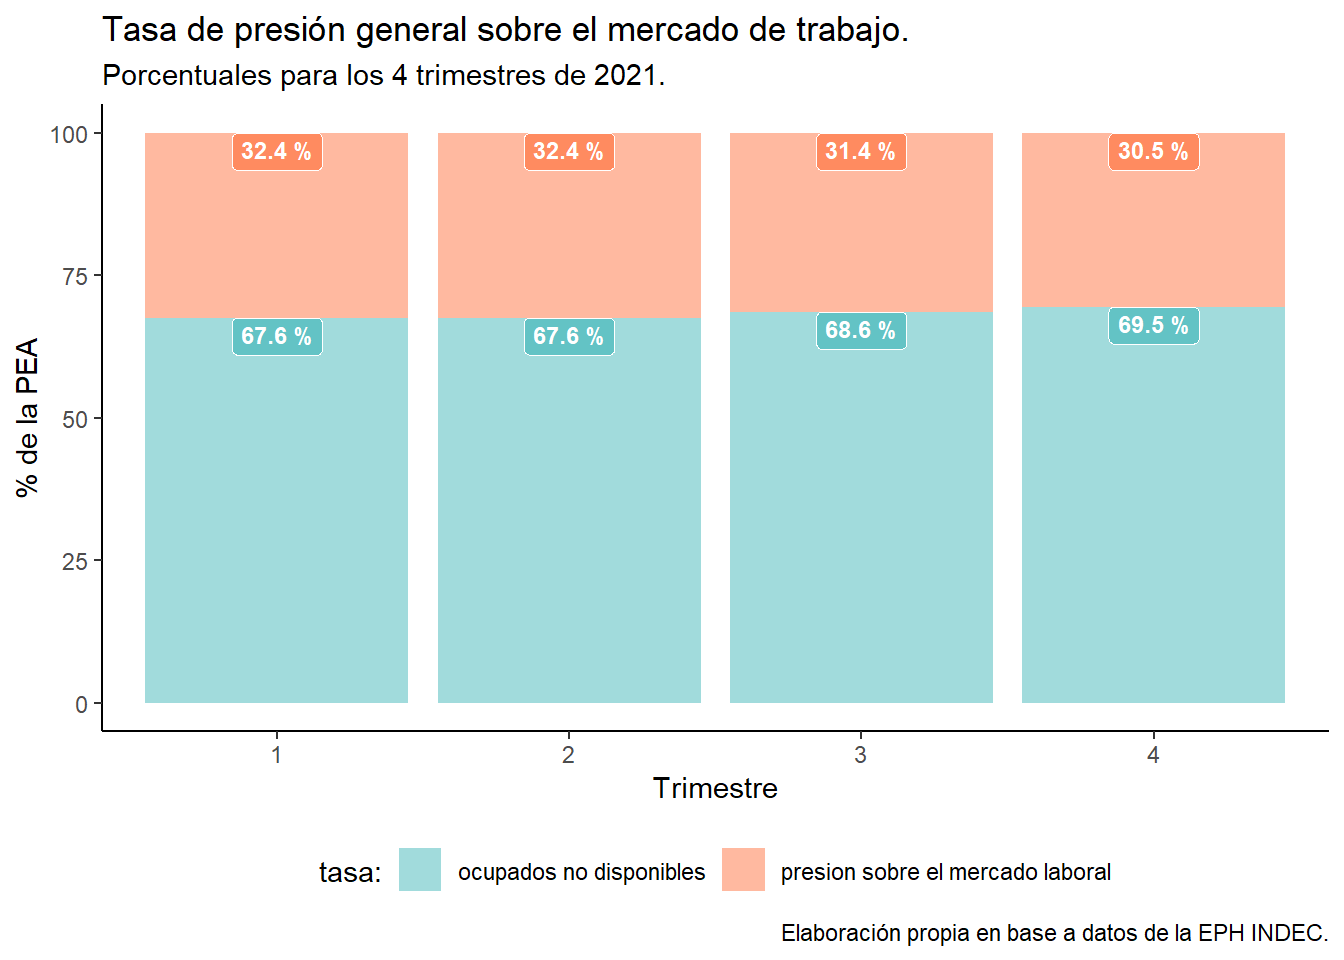 Tasa de presión general sobre el mercado de trabajo.
Porcentuales para los 4 trimestres de 2021.
% de la PEA
100
75
50
25
0
32.4 %
32.4 %
31.4 %
30.5 %
67.6 %
67.6 %
68.6 %
69.5 %
1
2
3
4
Trimestre
tasa:
ocupados no disponibles
presion sobre el mercado laboral
Elaboración propia en base a datos de la EPH INDEC.